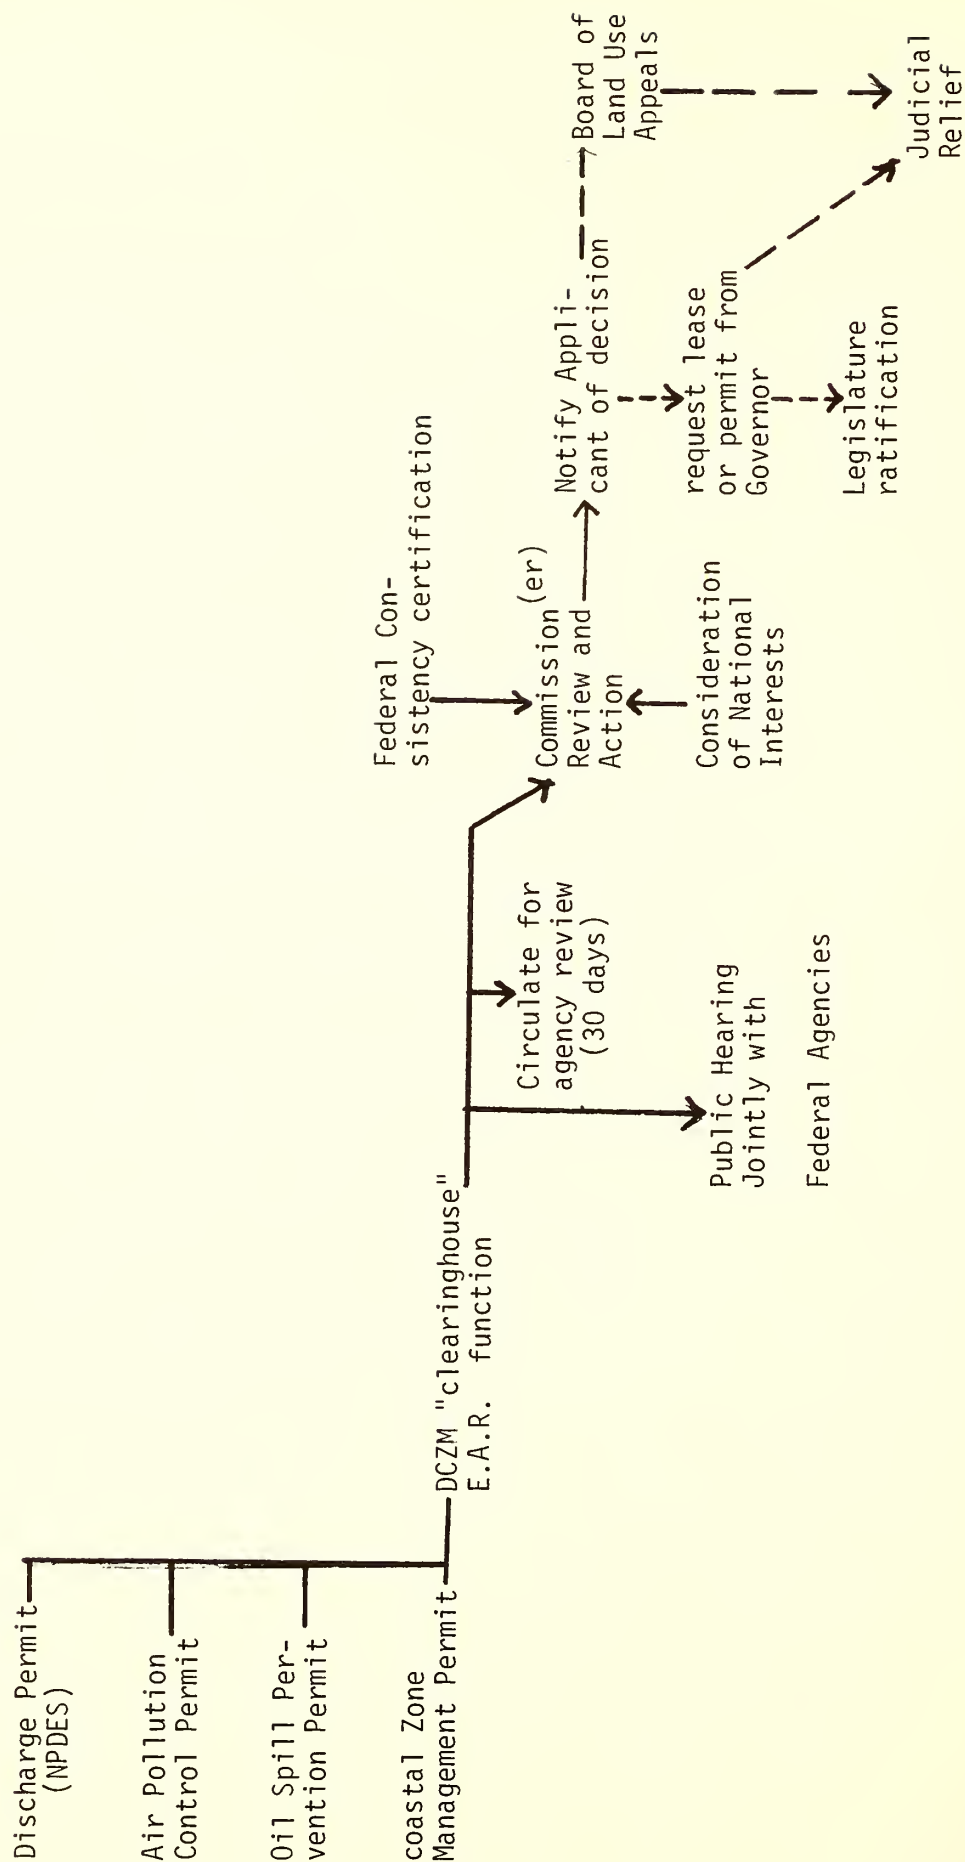 Discharge Permit
(NPDES)
Air Pollution
Control Permit
Oil Spill Per-
vention Permit
coastal Zone
Management Permit
DCZM "clearinghouse"
E.A.R. function
Circulate for
agency review
(30 days)
Public Hearing
Jointly with
Federal Agencies
Federal Con-
sistency certification
Commission(er)
Review and
Action
Consideration
of National
Interests
Notify Appli-
cant of decision
request lease
or permit from
Governor
Legislature
ratification
Board of
Land Use
Appeals
Judicial
Relief